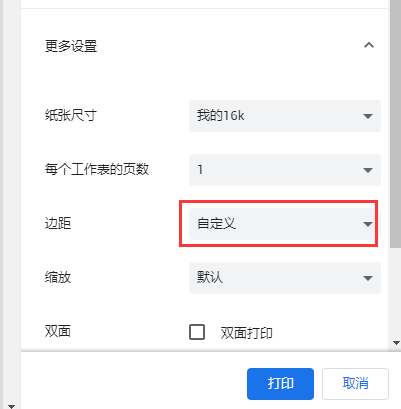 更多设置
纸张尺寸 我的16k
每个工作表的页数 1
边距 自定义
缩放 默认
双面 双面打印
打印 取消